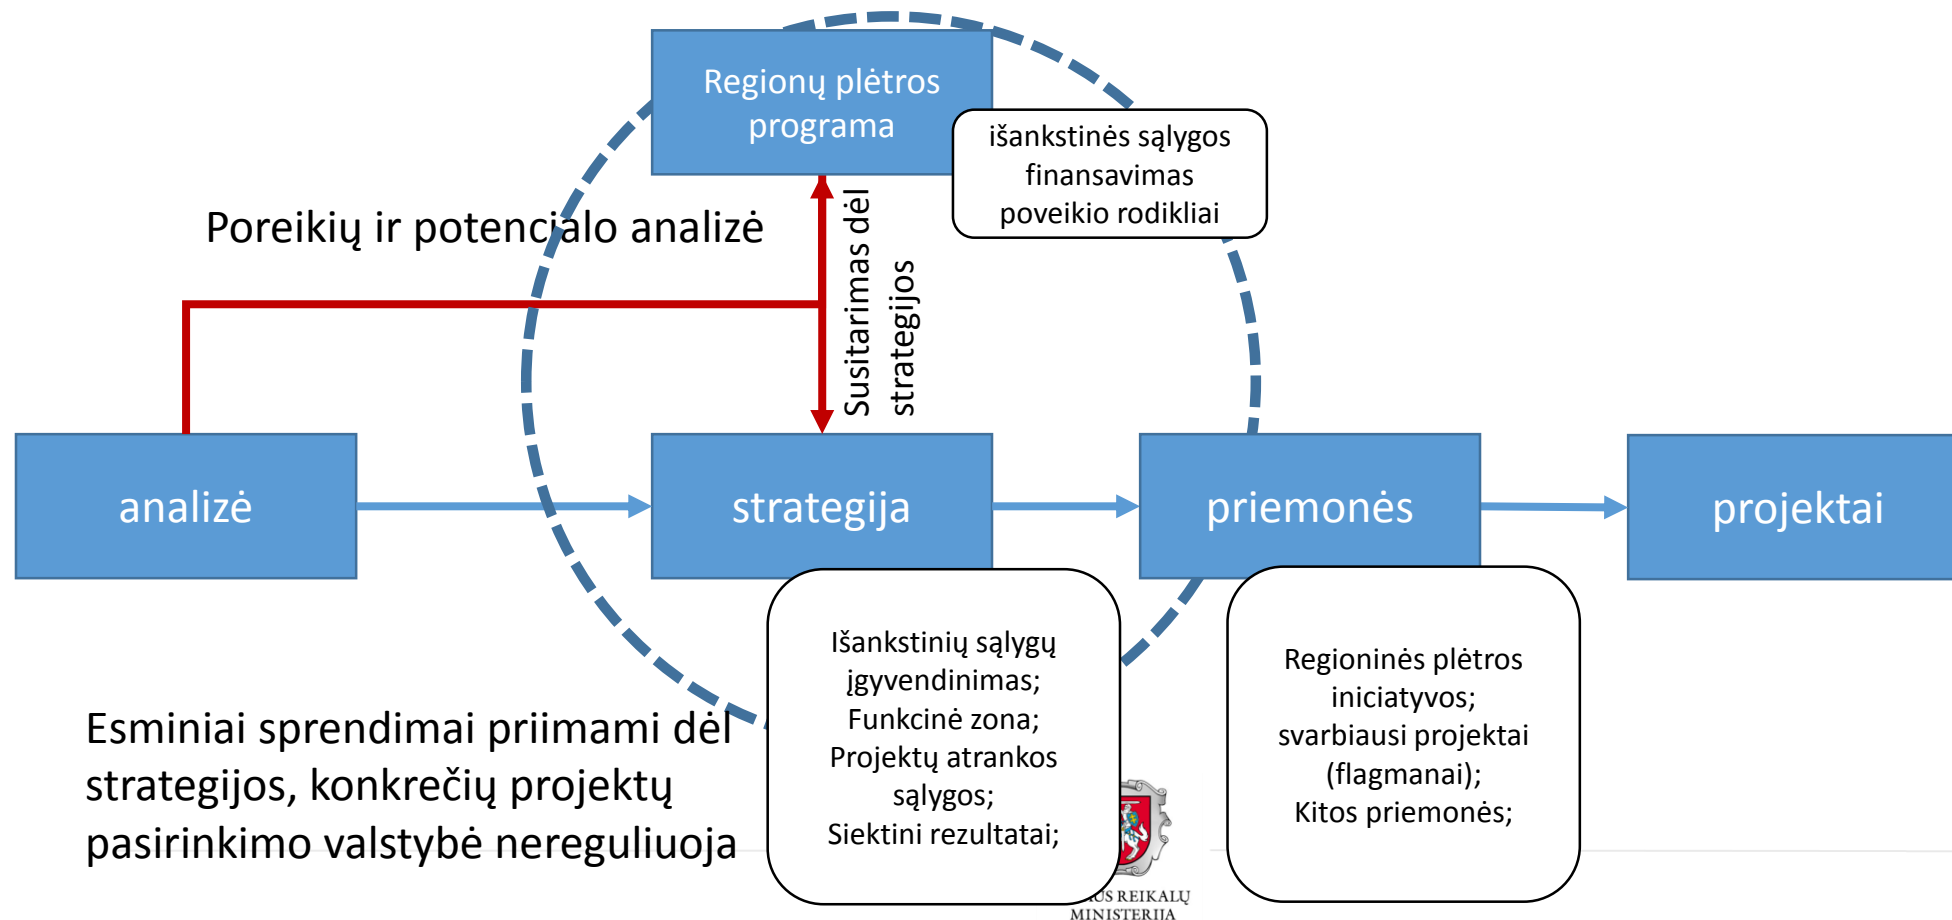 Regionų plėtros
programa
išankstinės sąlygos
finansavimas
poveikio rodikliai
Poreikių ir potencialo analizė
Susitarimas dėl
strategijos
analizė
strategija
priemonės
projektai
Išankstinių sąlygų
įgyvendinimas;
Funkcinė zona;
Projektų atrankos
sąlygos;
Siektini rezultatai;
Regioninės plėtros
iniciatyvos;
svarbiausi projektai
(flagmanai);
Kitos priemonės;
Esminiai sprendimai priimami dėl
strategijos, konkrečių projektų
pasirinkimo valstybė nereguliuoja
REIKALŲ
MINISTERIJA